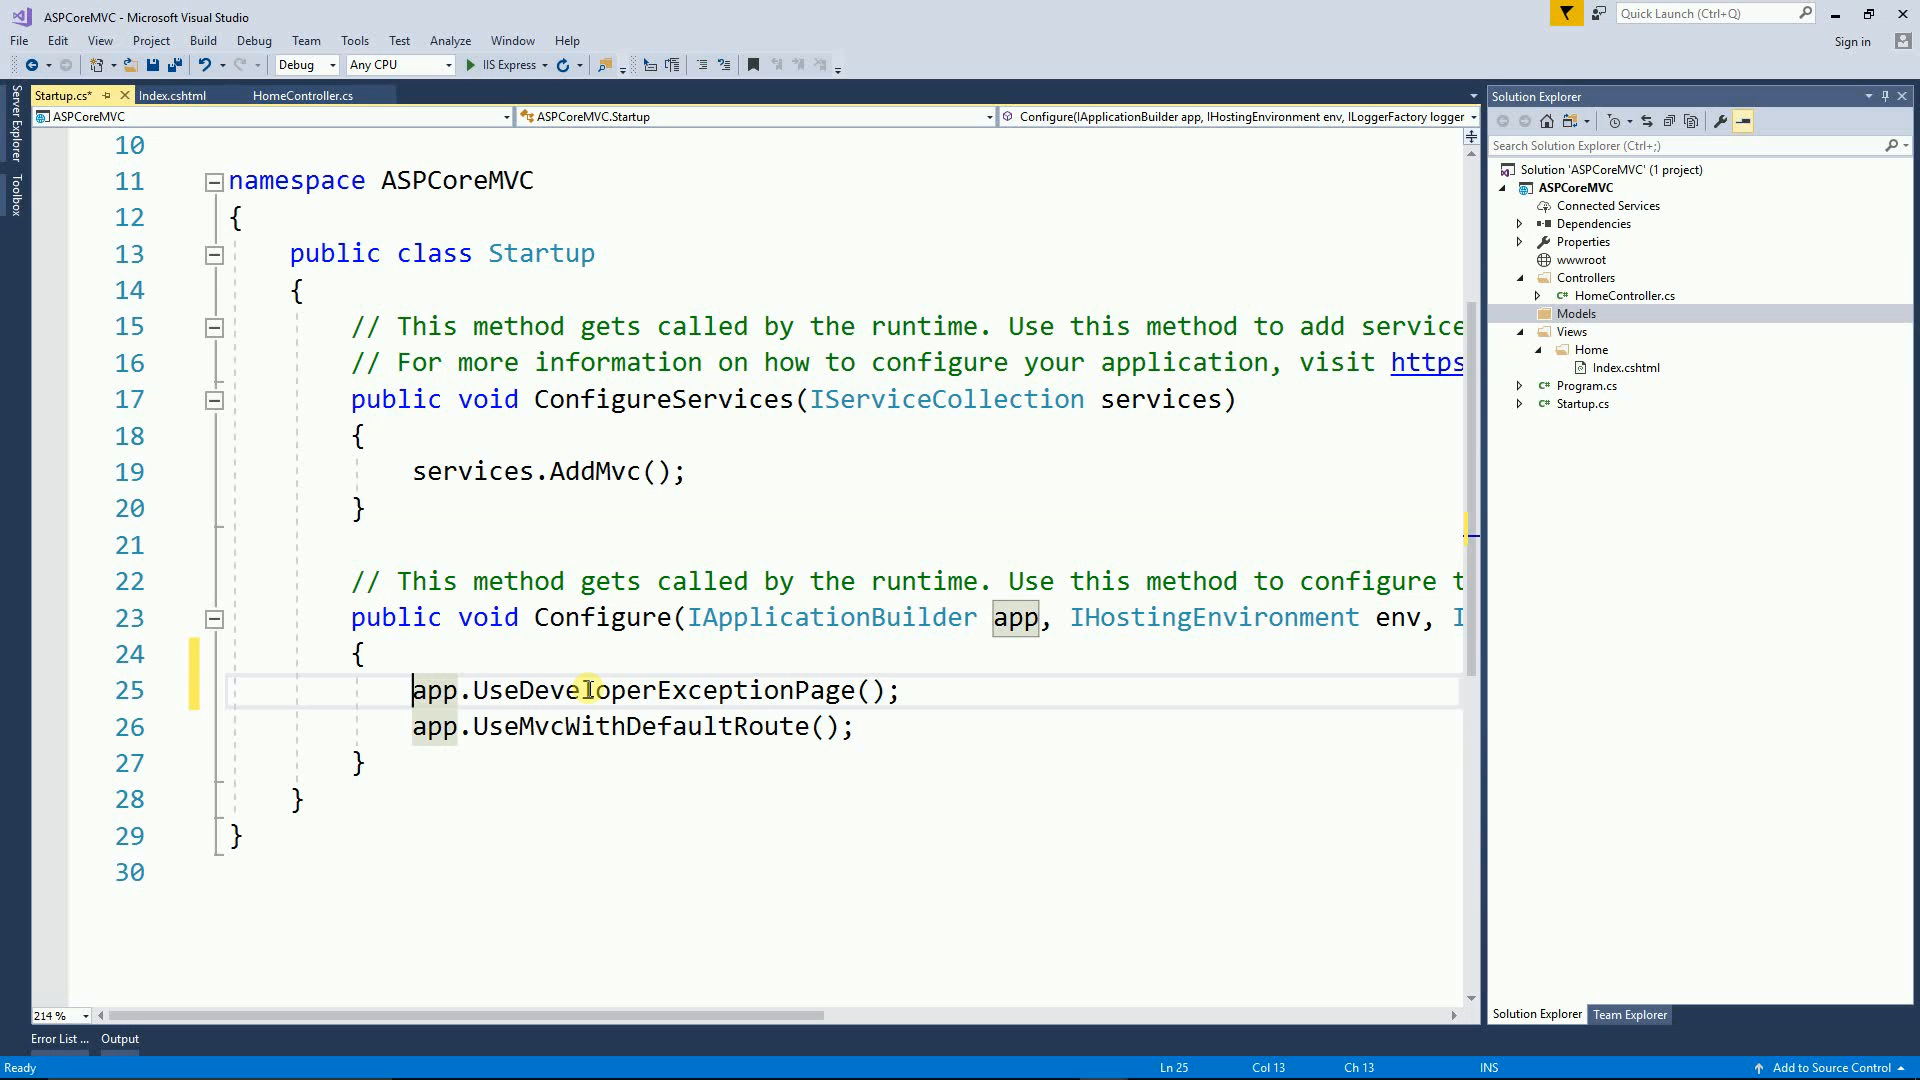 ASPCoreMVC - Microsoft Visual Studio
Quick Launch (Ctrl+Q)
File Edit View Project Build Debug Team Tools Test Analyze Window Help
Sign in
Debug Any CPU IIS Express
Server Explorer
Toolbox
Startup.cs* Index.cshtml HomeController.cs
ASPCoreMVC ASPCoreMVC.Startup Configure(IApplicationBuilder app, IHostingEnvironment env, ILoggerFactory logger
10
11 namespace ASPCoreMVC
12 {
13 public class Startup
14 {
15 // This method gets called by the runtime. Use this method to add service
16 // For more information on how to configure your application, visit https
17 public void ConfigureServices(IServiceCollection services)
18 {
19 services.AddMvc();
20 }
21
22 // This method gets called by the runtime. Use this method to configure t
23 public void Configure(IApplicationBuilder app, IHostingEnvironment env, I
24 {
25 app.UseDeveloperExceptionPage();
26 app.UseMvcWithDefaultRoute();
27 }
28 }
29 }
30
214 %
Solution Explorer
Search Solution Explorer (Ctrl+;)
Solution 'ASPCoreMVC' (1 project)
ASPCoreMVC
Connected Services
Dependencies
Properties
wwwroot
Controllers
C# HomeController.cs
Models
Views
Home
Index.cshtml
C# Program.cs
C# Startup.cs
Solution Explorer Team Explorer
Error List ... Output
Ready Ln 25 Col 13 Ch 13 INS Add to Source Control